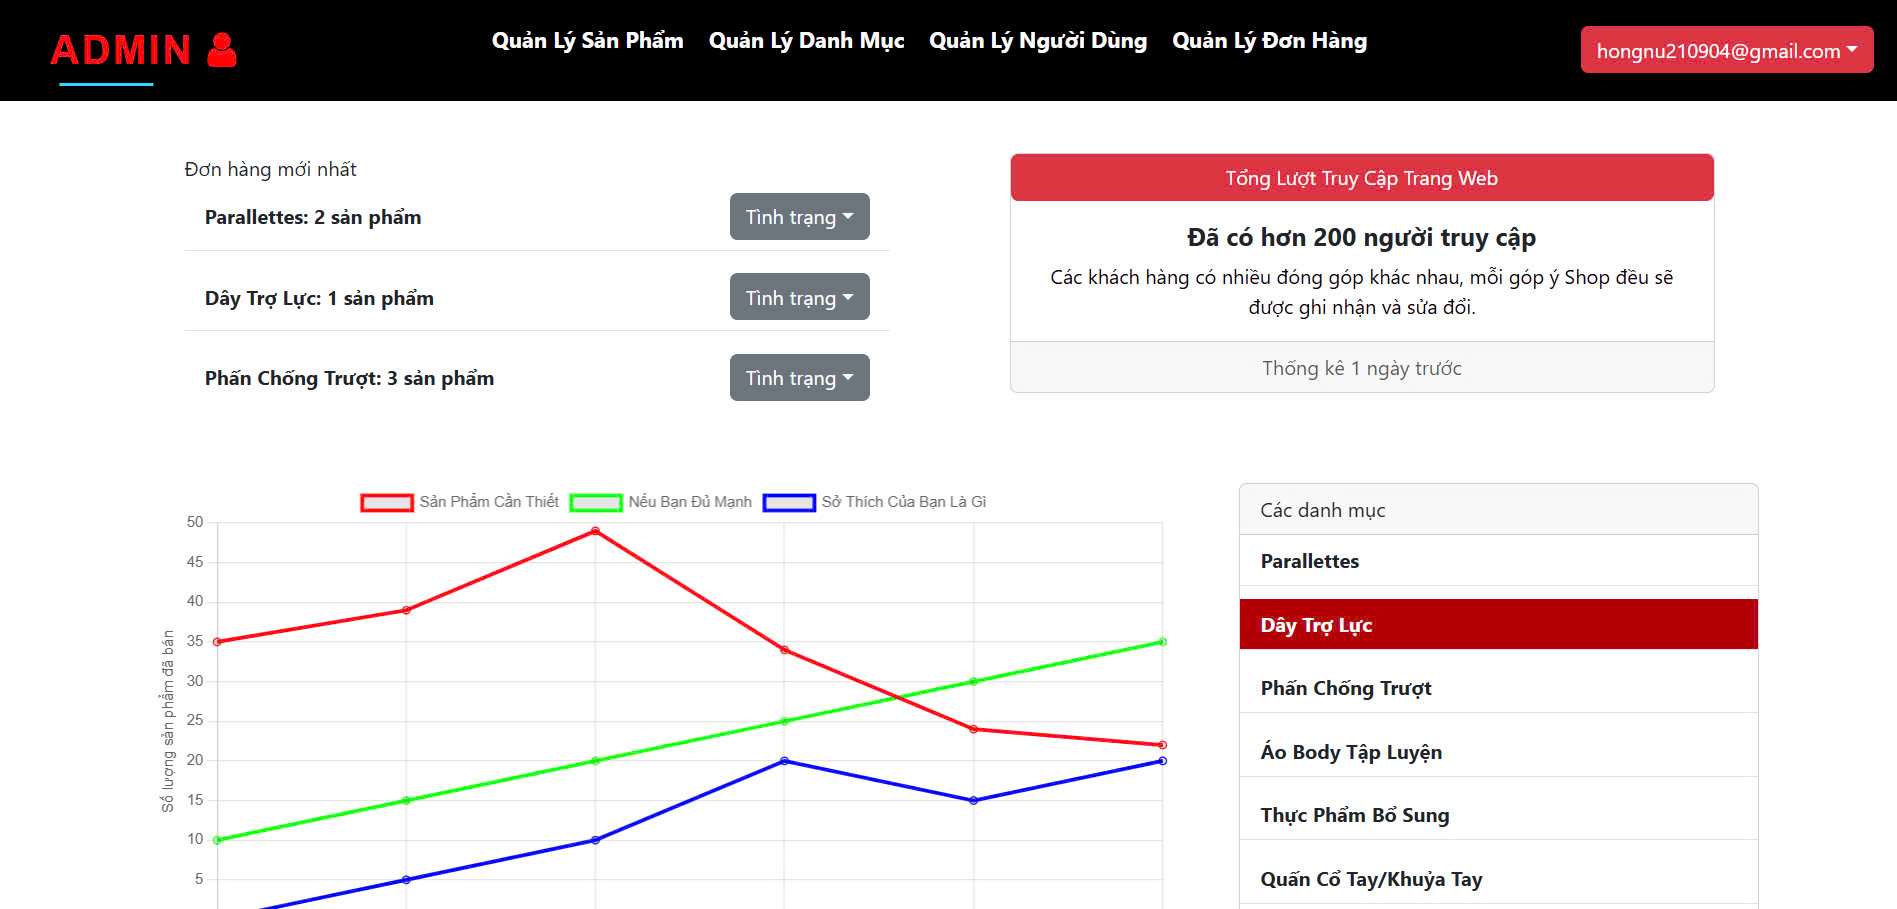 ADMIN
Quản Lý Sản Phẩm Quản Lý Danh Mục Quản Lý Người Dùng Quản Lý Đơn Hàng
hongnu210904@gmail.com
Đơn hàng mới nhất
Parallettes: 2 sản phẩm
Tình trạng
Dây Trợ Lực: 1 sản phẩm
Tình trạng
Phấn Chống Trượt: 3 sản phẩm
Tình trạng
Tổng Lượt Truy Cập Trang Web
Đã có hơn 200 người truy cập
Các khách hàng có nhiều đóng góp khác nhau, mỗi góp ý Shop đều sẽ
được ghi nhận và sửa đổi.
Thống kê 1 ngày trước
Sản Phẩm Cần Thiết Nếu Bạn Đủ Mạnh Sở Thích Của Bạn Là Gì
50
45
40
35
30
25
20
15
10
5
Số lượng sản phẩm đã bán
Các danh mục
Parallettes
Dây Trợ Lực
Phấn Chống Trượt
Áo Body Tập Luyện
Thực Phẩm Bổ Sung
Quấn Cổ Tay/Khuỷa Tay